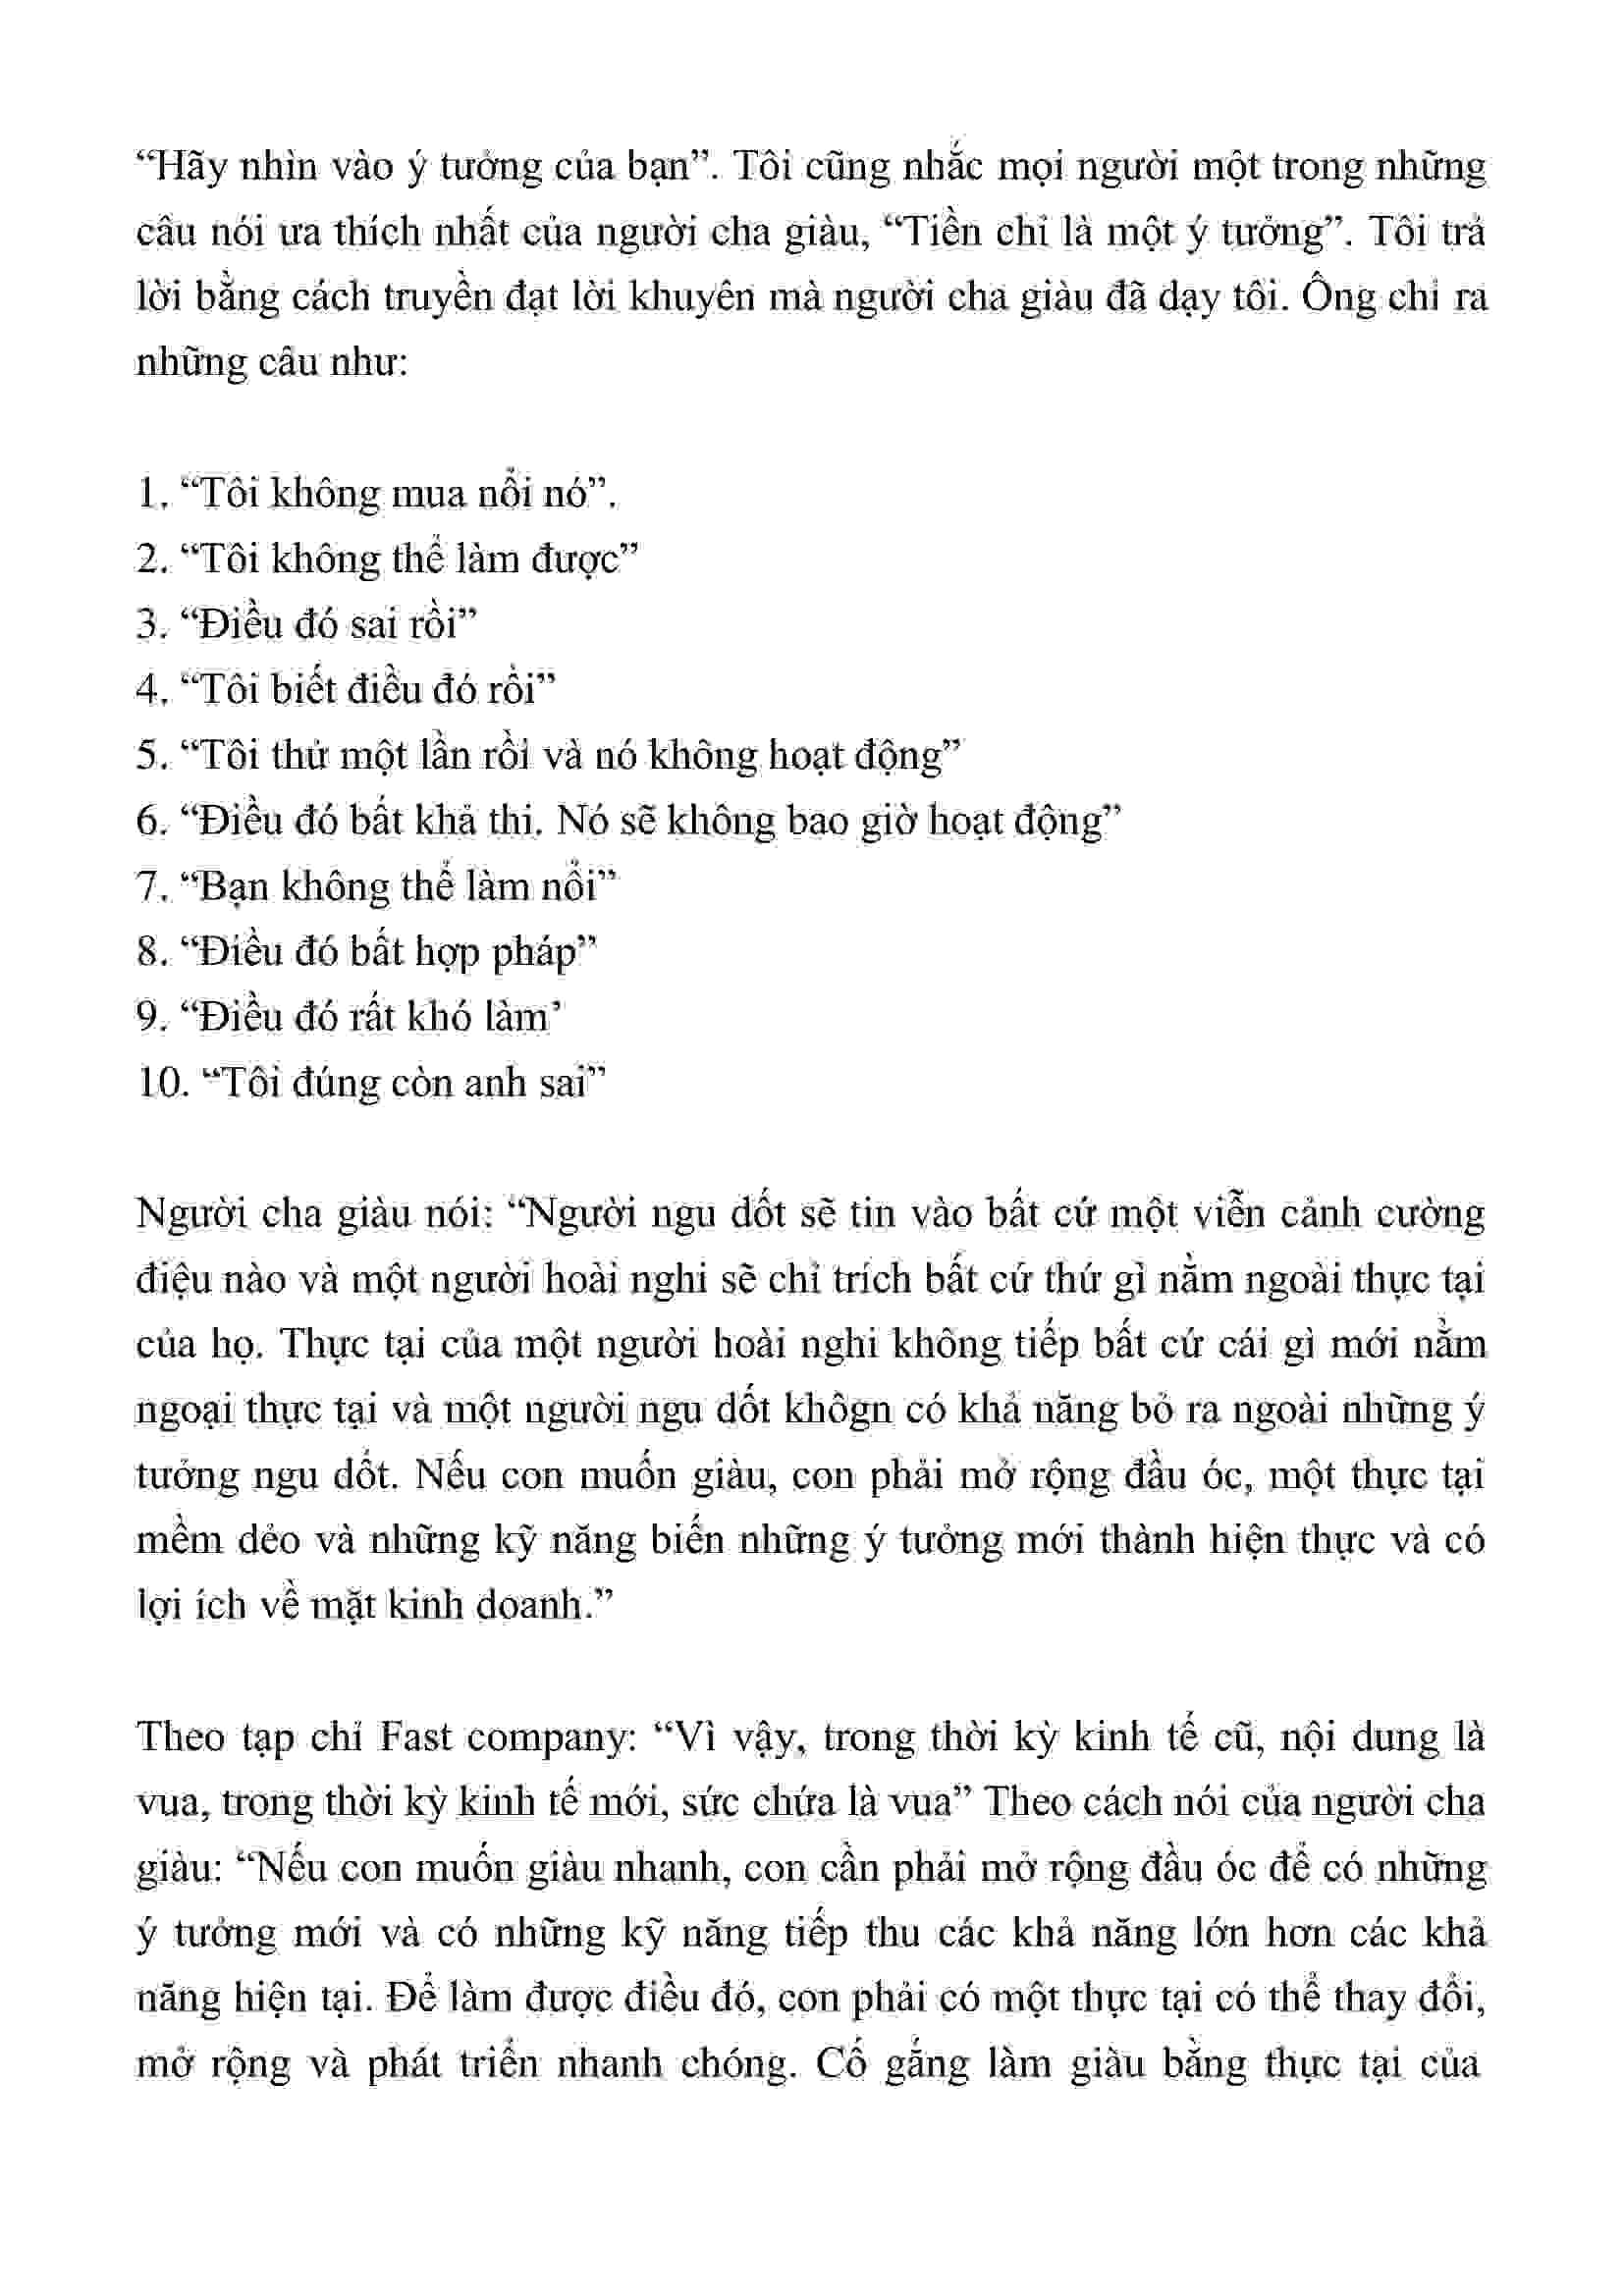 “Hãy nhìn vào ý tưởng của bạn”. Tôi cũng nhắc mọi người một trong những
câu nói ưa thích nhất của người cha giàu, “Tiền chỉ là một ý tưởng”. Tôi trả
lời bằng cách truyền đạt lời khuyên mà người cha giàu đã dạy tôi. Ông chỉ ra
những câu như:
1. “Tôi không mua nổi nó”.
2. “Tôi không thể làm được”
3. “Điều đó sai rồi”
4. “Tôi biết điều đó rồi”
5. “Tôi thử một lần rồi và nó không hoạt động”
6. “Điều đó bất khả thi. Nó sẽ không bao giờ hoạt động”
7. “Bạn không thể làm nổi”
8. “Điều đó bất hợp pháp”
9. “Điều đó rất khó làm’
10. “Tôi đúng còn anh sai”
Người cha giàu nói: “Người ngu dốt sẽ tin vào bất cứ một viễn cảnh cường
điệu nào và một người hoài nghi sẽ chỉ trích bất cứ thứ gì nằm ngoài thực tại
của họ. Thực tại của một người hoài nghi không tiếp bất cứ cái gì mới nằm
ngoại thực tại và một người ngu dốt khôgn có khả năng bỏ ra ngoài những ý
tưởng ngu dốt. Nếu con muốn giàu, con phải mở rộng đầu óc, một thực tại
mềm dẻo và những kỹ năng biến những ý tưởng mới thành hiện thực và có
lợi ích về mặt kinh doanh.”
Theo tạp chí Fast company: “Vì vậy, trong thời kỳ kinh tế cũ, nội dung là
vua, trong thời kỳ kinh tế mới, sức chứa là vua” Theo cách nói của người cha
giàu: “Nếu con muốn giàu nhanh, con cần phải mở rộng đầu óc để có những
ý tưởng mới và có những kỹ năng tiếp thu các khả năng lớn hơn các khả
năng hiện tại. Để làm được điều đó, con phải có một thực tại có thể thay đổi,
mở rộng và phát triển nhanh chóng. Cố gắng làm giàu bằng thực tại của